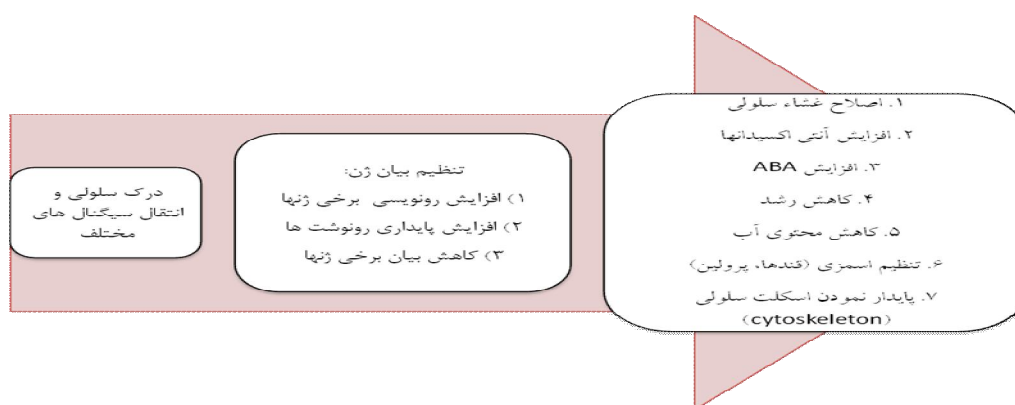 درک سلولی و
انتقال سیگنال های
مختلف
تنظیم بیان ژن:
۱) افزایش رونویسی برخی ژنها
۲) افزایش پایداری رونوشت ها
۳) کاهش بیان برخی ژنها
۱. اصلاح غشاء سلولی
۲. افزایش آنتی اکسیدانها
۳. افزایش ABA
۴. کاهش رشد
۵. کاهش محتوی آب
۶. تنظیم اسمزی (قندها، پرولین)
۷. پایدار نمودن اسکلت سلولی
(cytoskeleton)